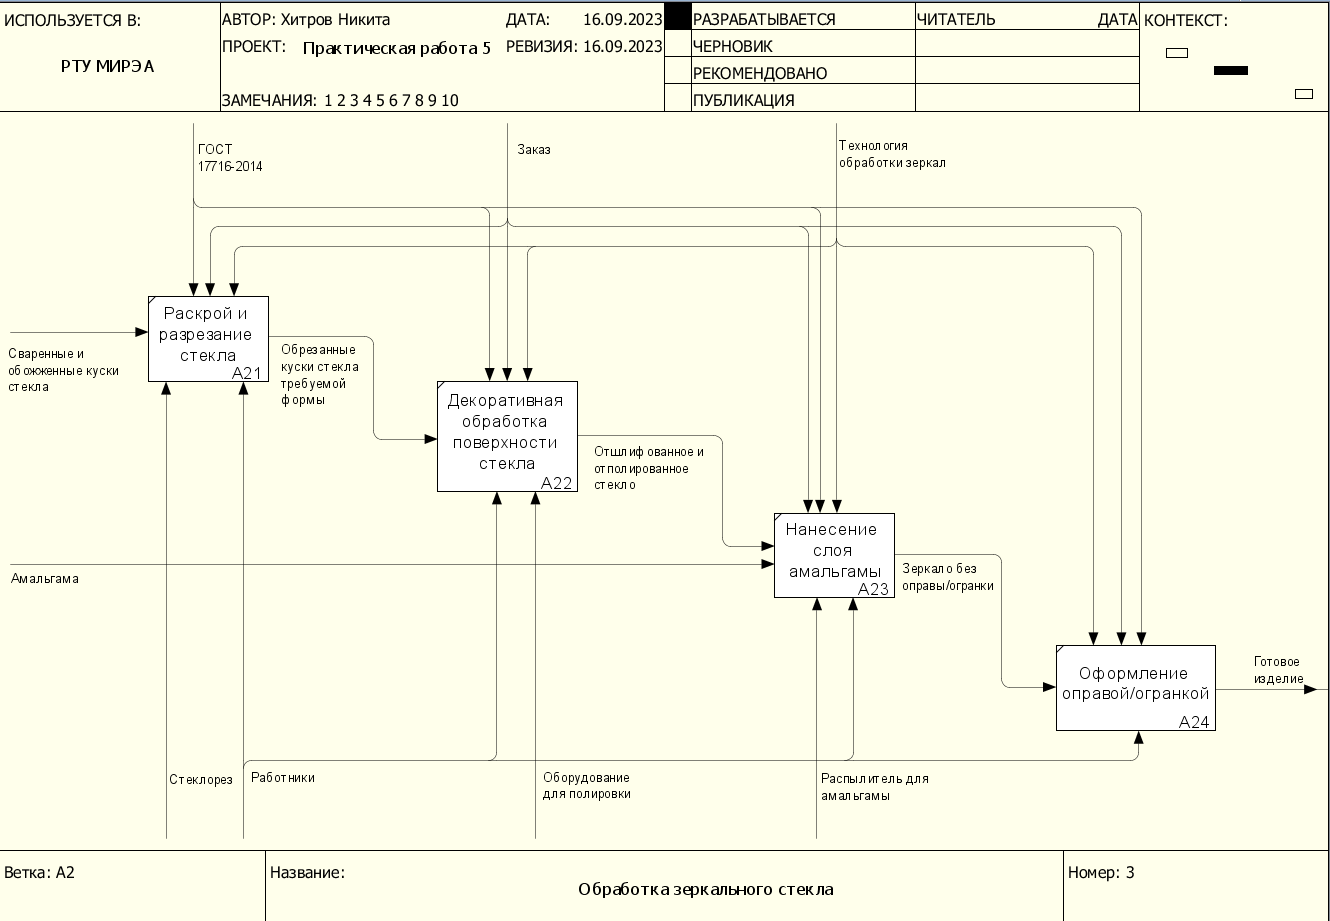 ИСПОЛЬЗУЕТСЯ В:
РТУ МИРЭА
АВТОР: Хитров Никита
ДАТА: 16.09.2023
ПРОЕКТ: Практическая работа 5
РЕВИЗИЯ: 16.09.2023
ЗАМЕЧАНИЯ: 1 2 3 4 5 6 7 8 9 10
РАЗРАБАТЫВАЕТСЯ
ЧЕРНОВИК
РЕКОМЕНДОВАНО
ПУБЛИКАЦИЯ
ЧИТАТЕЛЬ
ДАТА
КОНТЕКСТ:
ГОСТ
17716-2014
Заказ
Технология
обработки зеркал
Раскрой и
разрезание
стекла
A21
Сваренные и
обожженные куски
стекла
Обрезанные
куски стекла
требуемой
формы
Декоративная
обработка
поверхности
стекла
A22
Отшлифованное и
отполированное
стекло
Нанесение
слоя
амальгамы
A23
Амальгама
Зеркало без
оправы/огранки
Оформление
оправой/огранкой
A24
Готовое
изделие
Стеклорез
Работники
Оборудование
для полировки
Распылитель для
амальгамы
Ветка: A2
Название:
Обработка зеркального стекла
Номер: 3